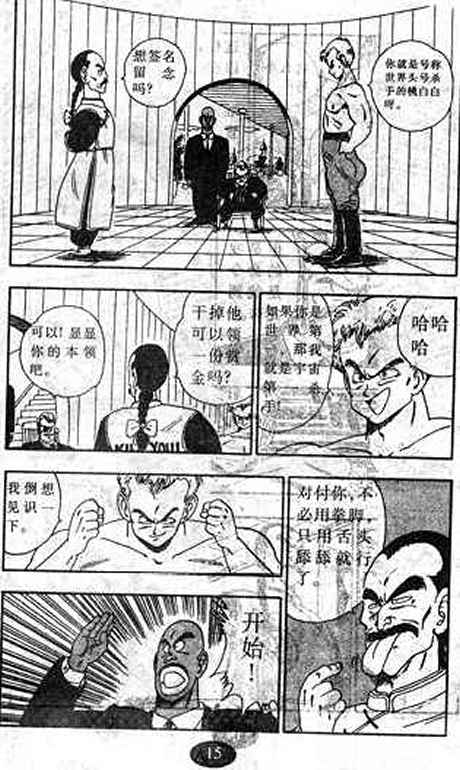 你就是号称
世界头号杀
手的桃白白
呀。
想签名
留念
吗?
哈哈
哈
如果你是
世界第
一,那我
就是宇宙
第一杀
手!
干掉他
可以领
份赏
金吗?
可以!显显
你的本领
吧。
KILL YOU!
对付你,不
必用拳脚,
只用舌头
舔舔就行
了。
我倒想
见识一
下。
开始!
15